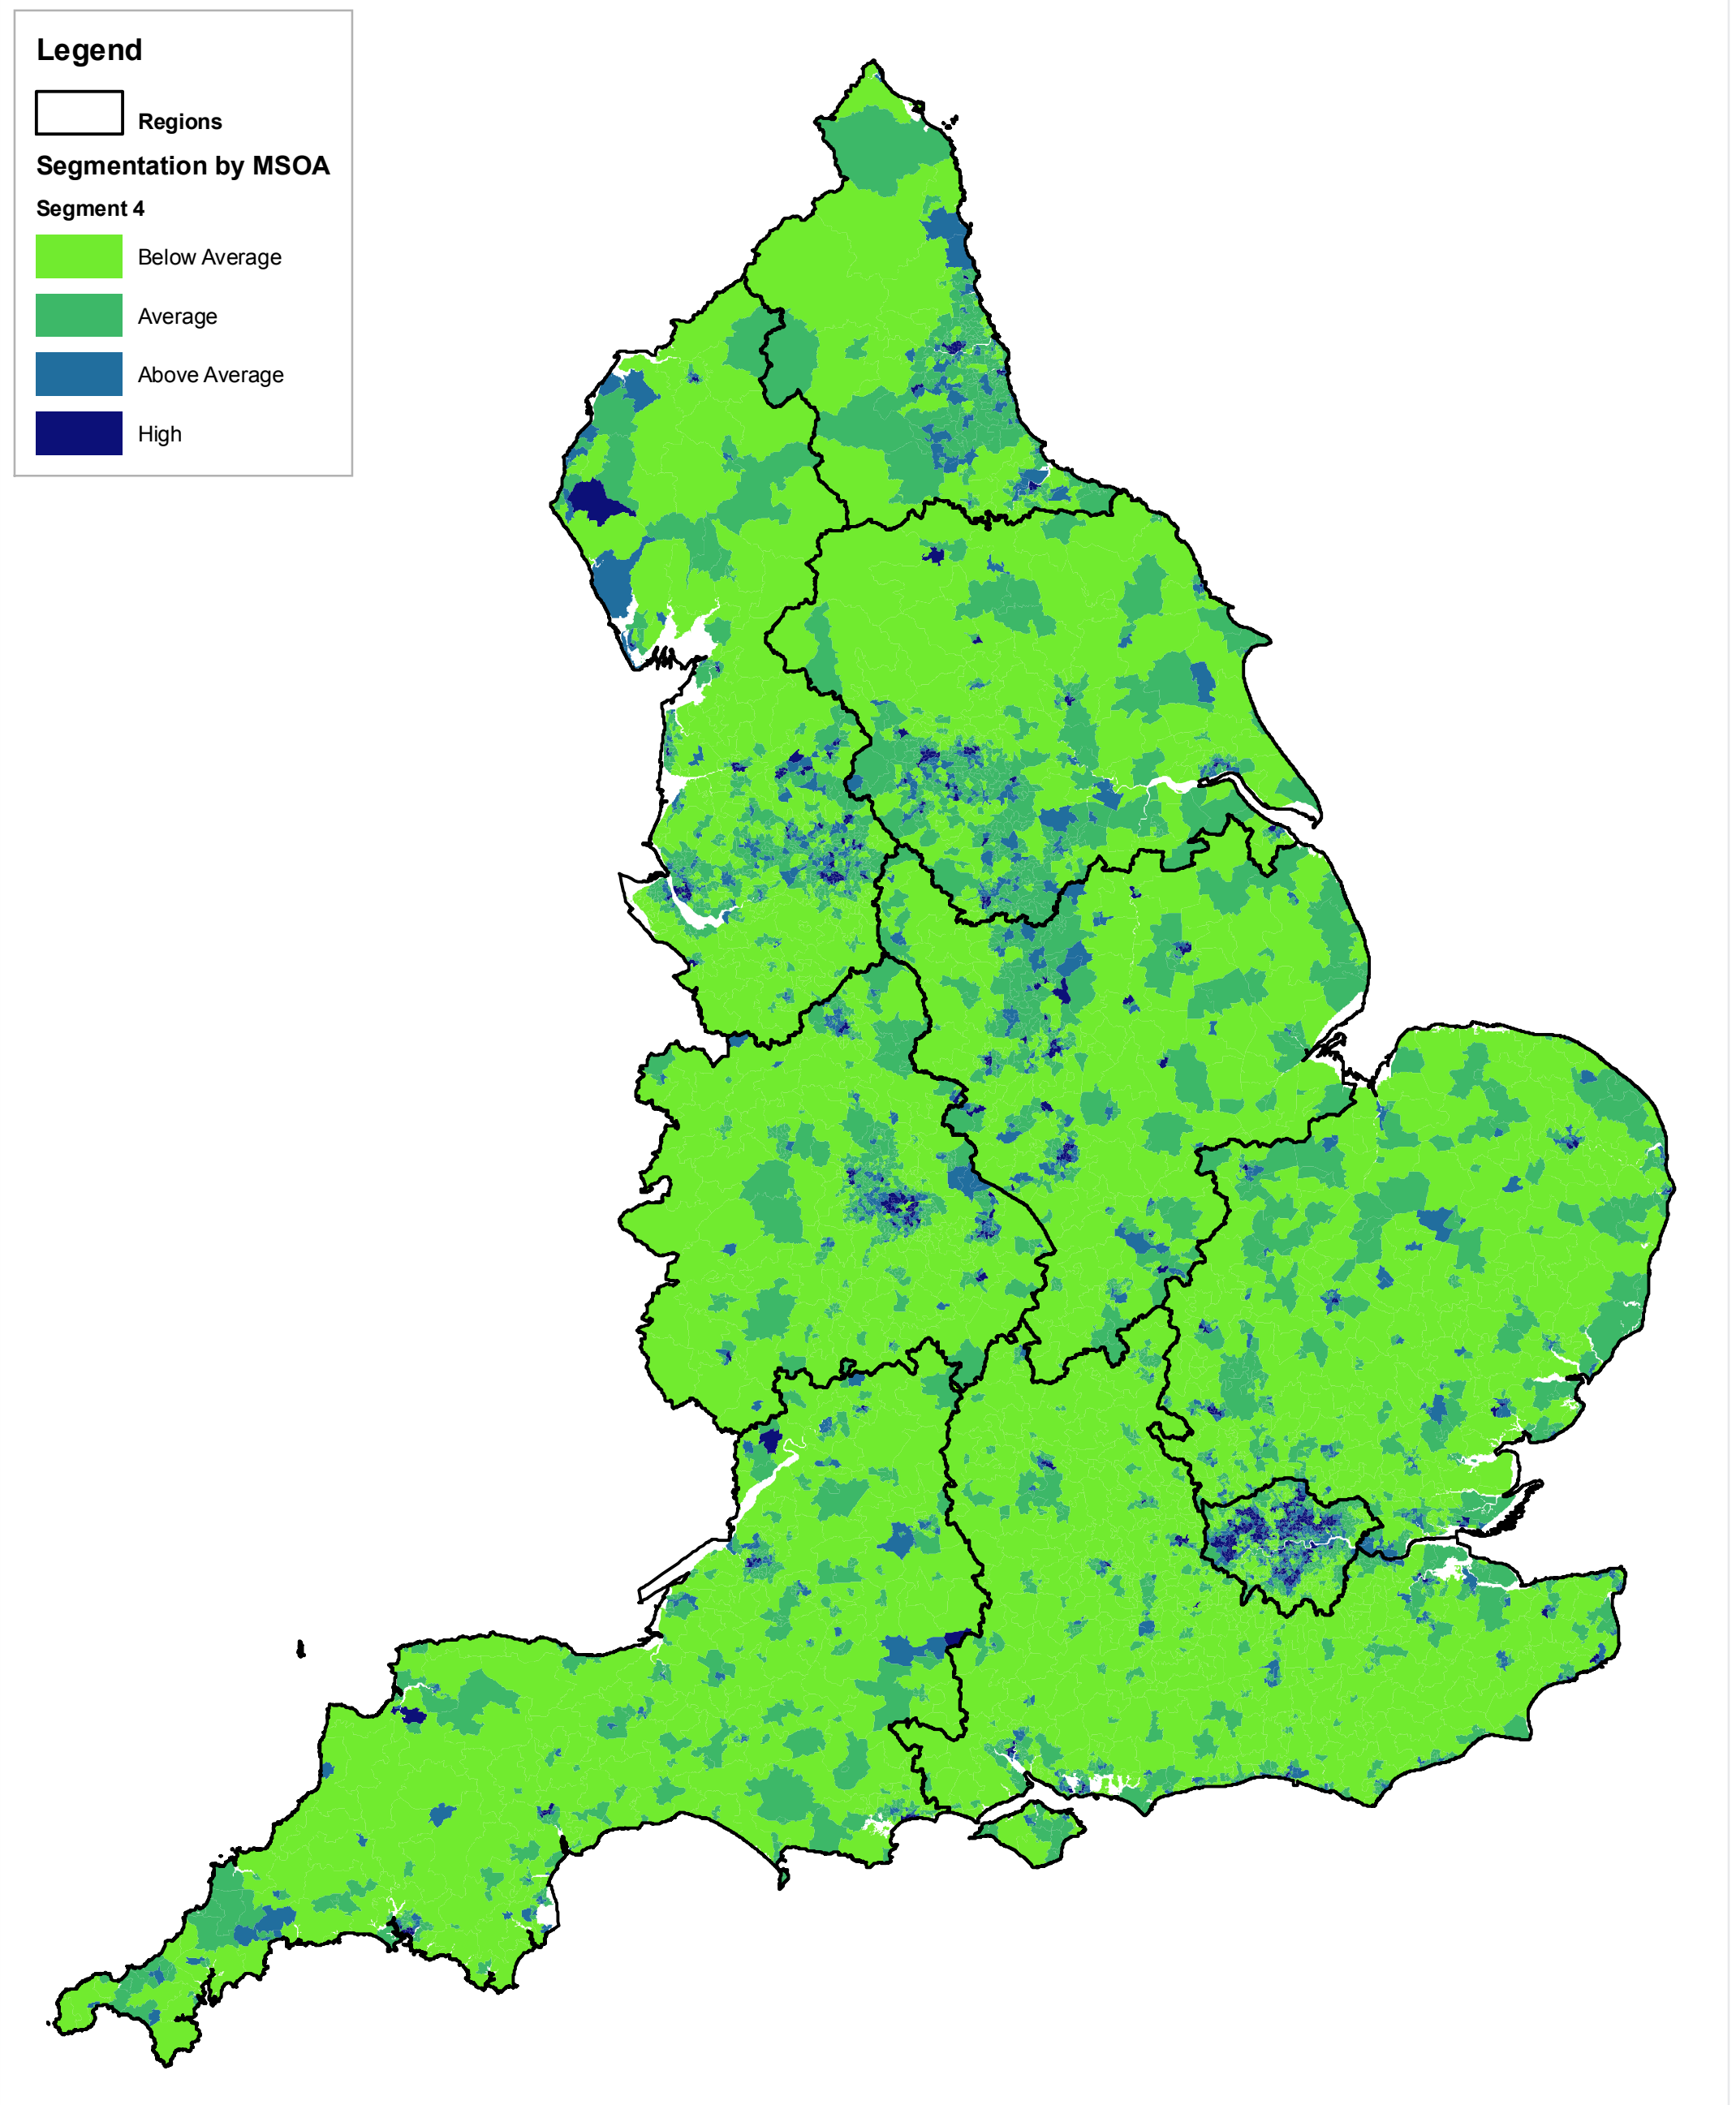 Legend
Regions
Segmentation by MSOA
Segment 4
Below Average
Average
Above Average
High